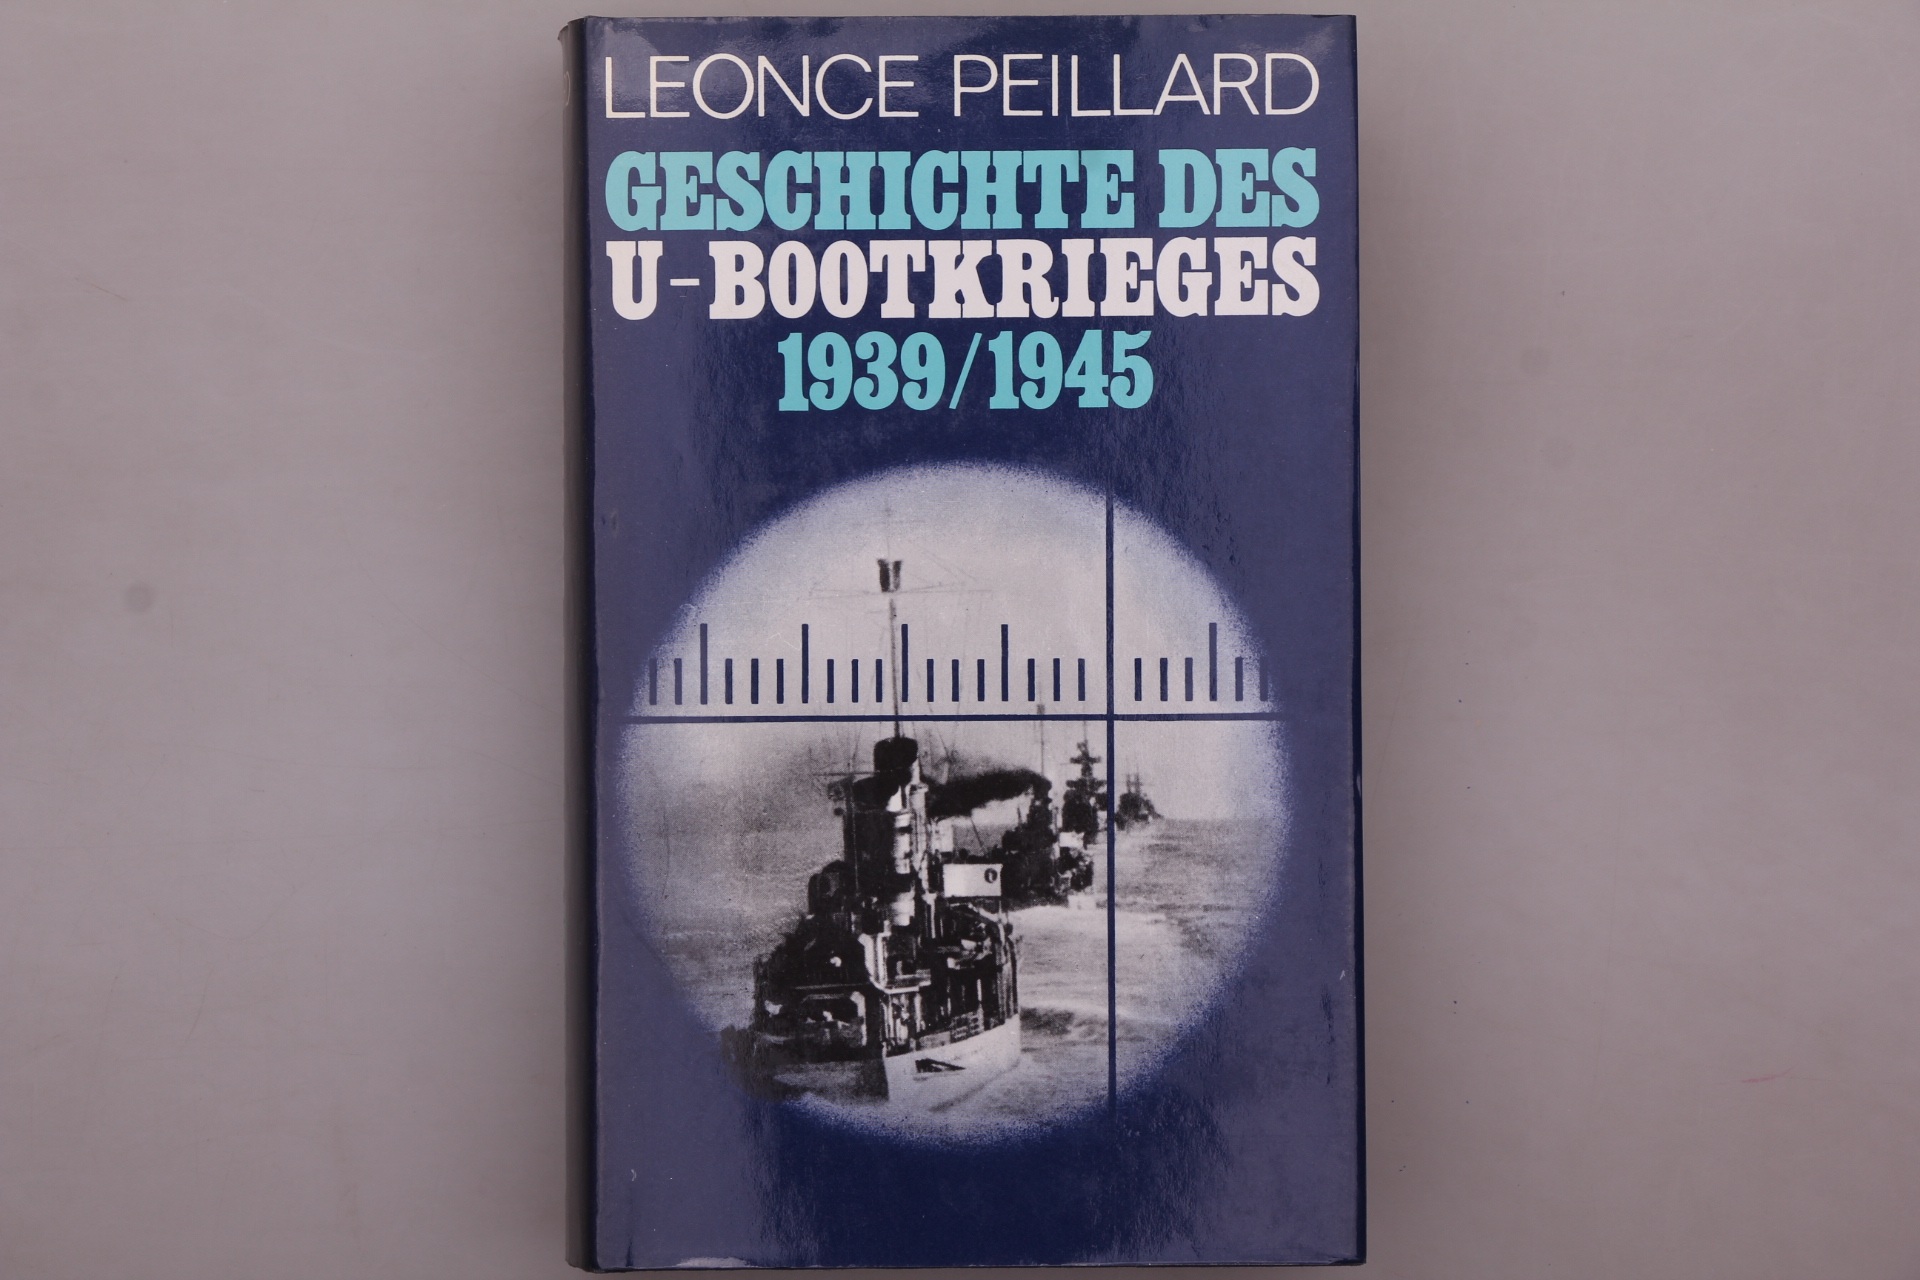 LEONCE PEILLARD
GESCHICHTE DES
U-BOOTKRIEGES
1939/1945